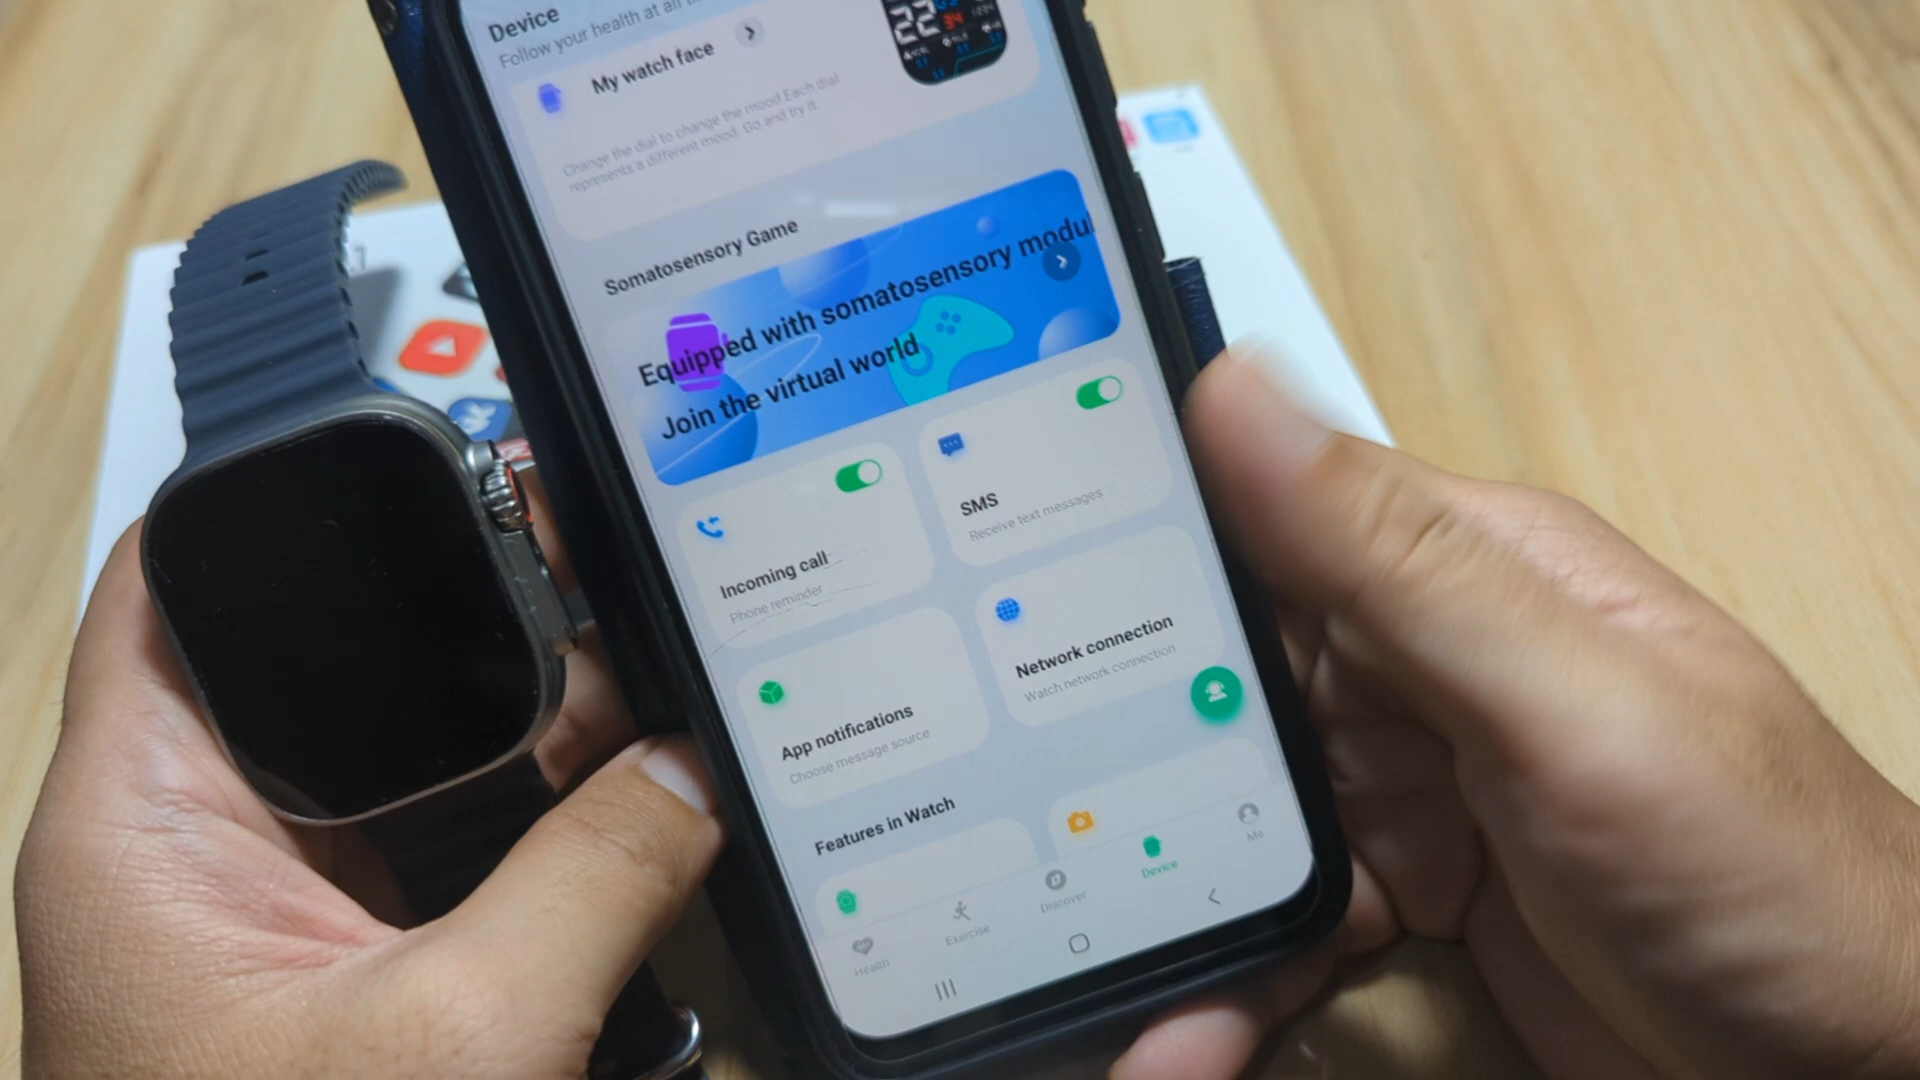 Device
Follow your health at all
My watch face
Change the dial to change the mood.Each dial
represents a different mood. Go and try it.
22
34
Somatosensory Game
Equipped with somatosensory modul
Join the virtual world
Incoming call
Phone reminder
SMS
Receive text messages
App notifications
Choose message source
Network connection
Watch network connection
Features in Watch
Health
Exercise
Discover
Device
Me